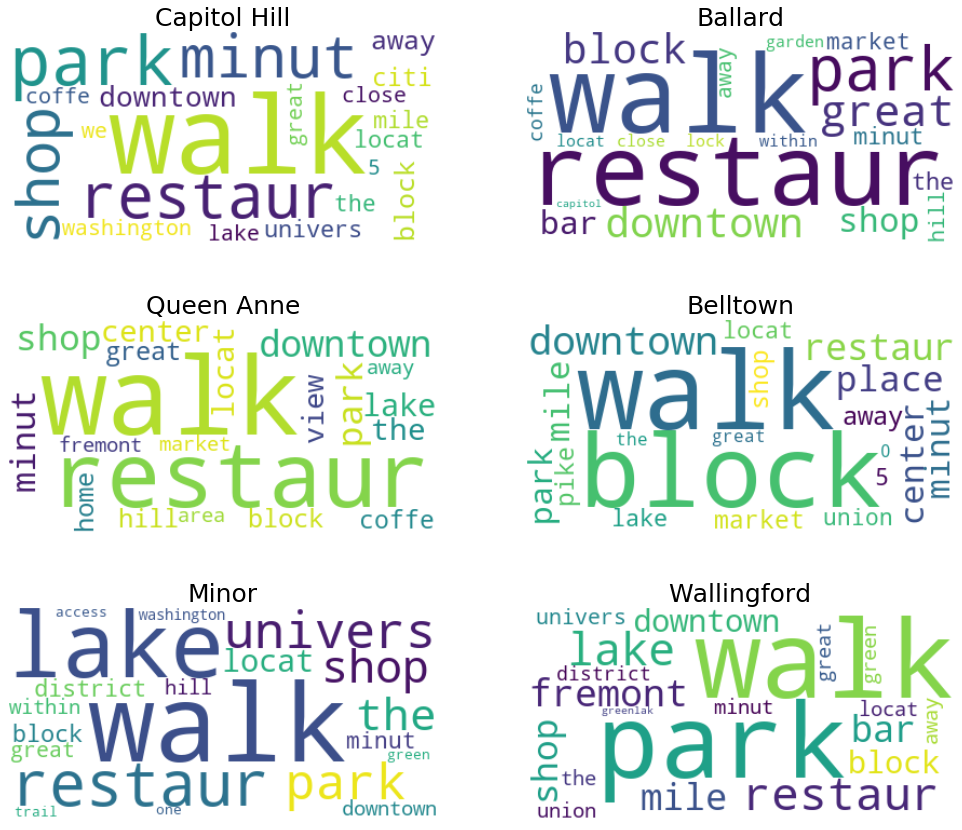 Capitol Hill
park
minut
away
citi
coffe
downtown
close
great
mile
shop
we
walk
locat
5
restaur
the
block
washington
lake
univers
Ballard
block
garden
market
away
park
coffe
walk
great
minut
locat
close
lock
within
restaur
the
capitol
bar
downtown
shop
hill
Queen Anne
shop
center
great
locat
downtown
away
walk
view
park
lake
the
minut
fremont
market
restaur
home
hill
area
block
coffe
Belltown
downtown
locat
restaur
mile
walk
shop
place
away
the
great
center
minut
0
5
park
pike
block
lake
market
union
Minor
access
washington
lake
univers
locat
shop
district
hill
within
walk
the
block
great
minut
green
restaur
park
trail
one
downtown
Wallingford
univers
downtown
lake
walk
great
green
district
fremont
greenlak
minut
locat
away
shop
park
bar
block
the
mile
restaur
union